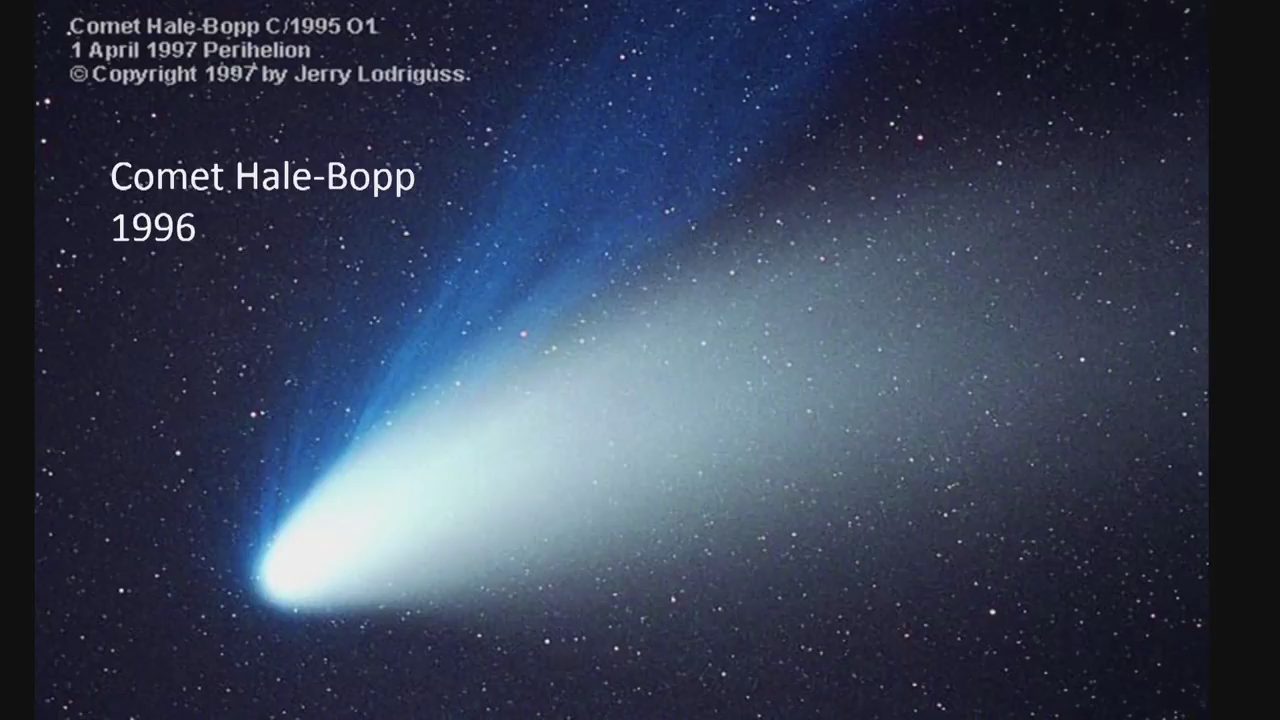 Comet Hale-Bopp C/1995 O1
1 April 1997 Perihelion
© Copyright 1997 by Jerry Lodriguss.
Comet Hale-Bopp
1996